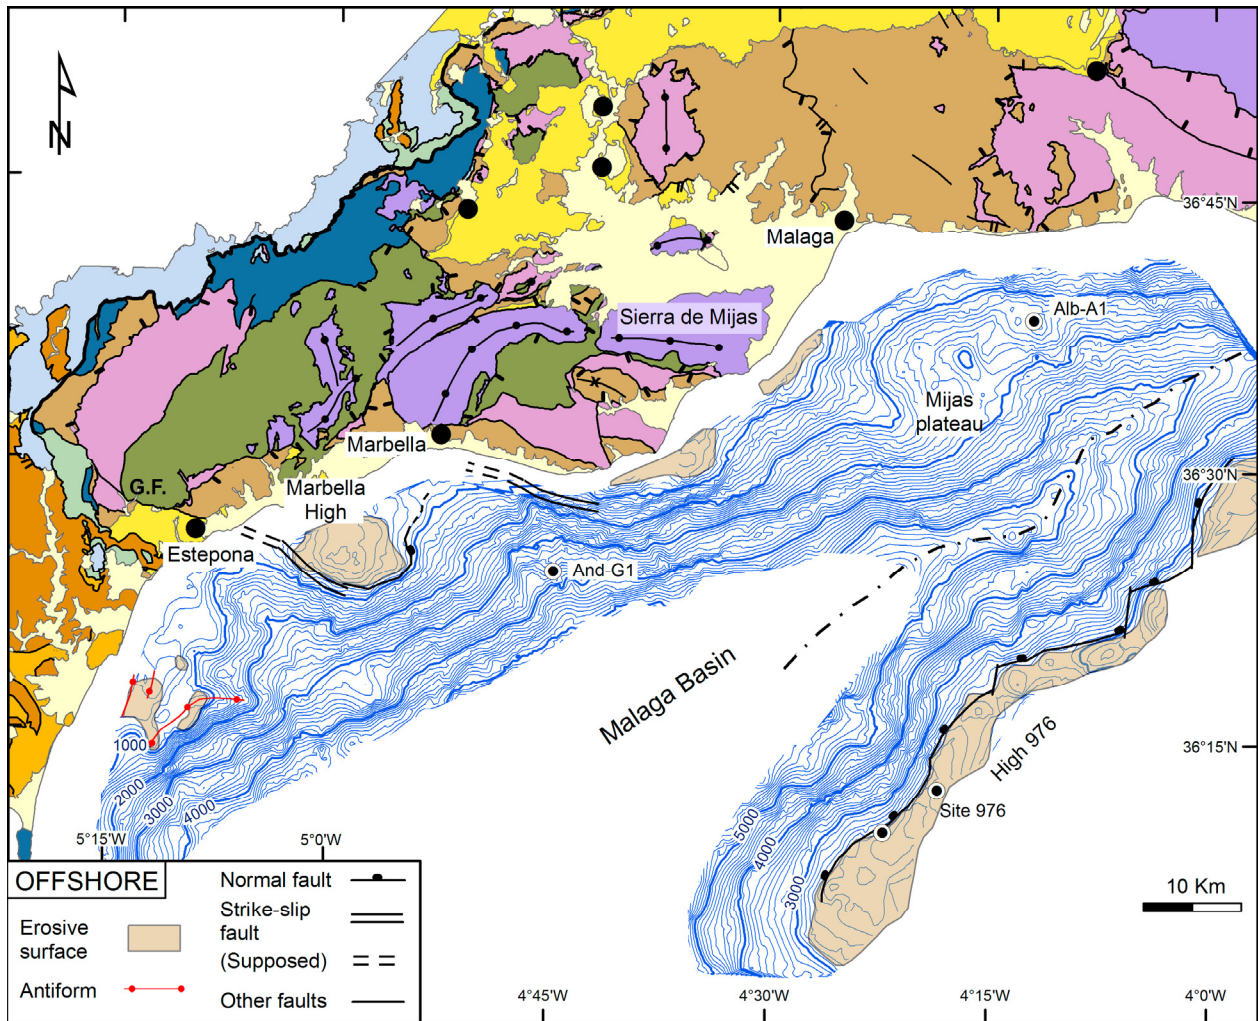 N
36°45'N
Malaga
Alb-A1
Sierra de Mijas
Mijas
plateau
Marbella
36°30'N
G.F.
Marbella
High
Estepona
And-G1
Malaga Basin
High 976
36°15'N
1000
2000
3000
4000
5000
4000
3000
Site 976
5°15'W
5°0'W
OFFSHORE
Normal fault
Strike-slip
fault
(Supposed)
Other faults
Erosive
surface
Antiform
10 Km
4°45'W
4°30'W
4°15'W
4°0'W